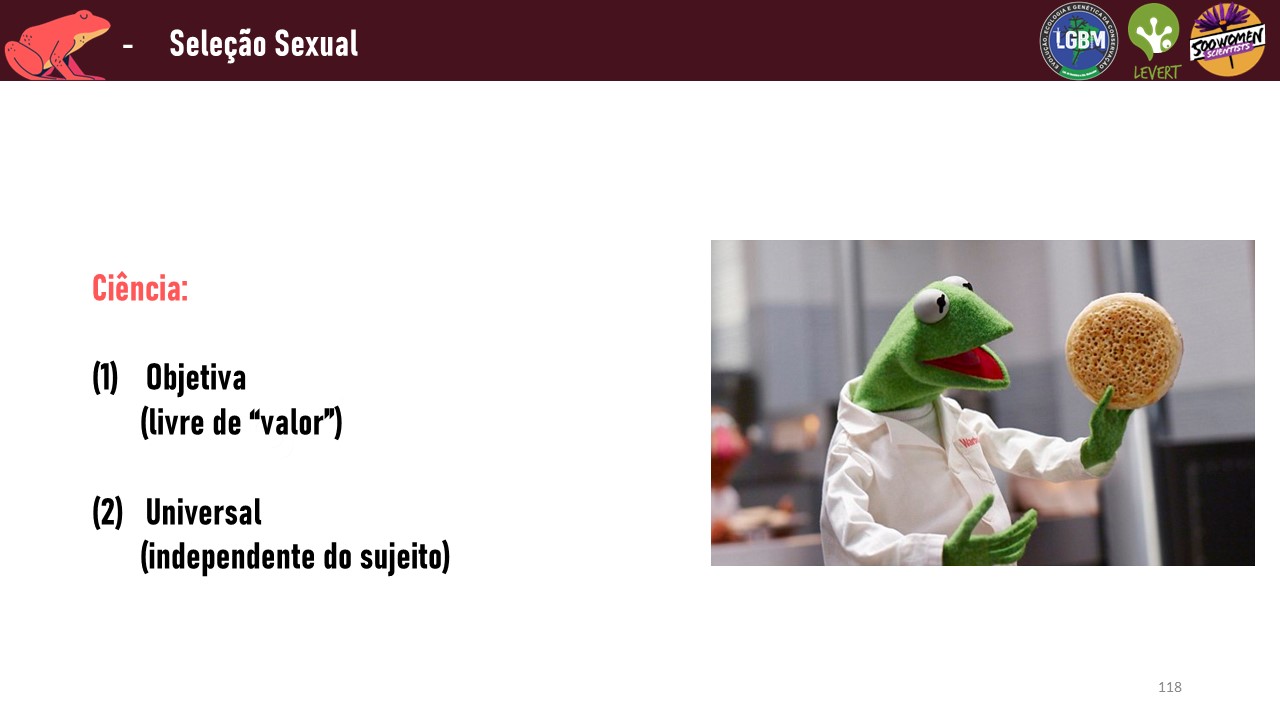 - Seleção Sexual
EVOLUÇÃO, ECOLOGIA E GENÉTICA DA CONSERVAÇÃO
LGBM
LEVERT
500 WOMEN
SCIENTISTS
Ciência:
(1) Objetiva
(livre de “valor”)
(2) Universal
(independente do sujeito)
118